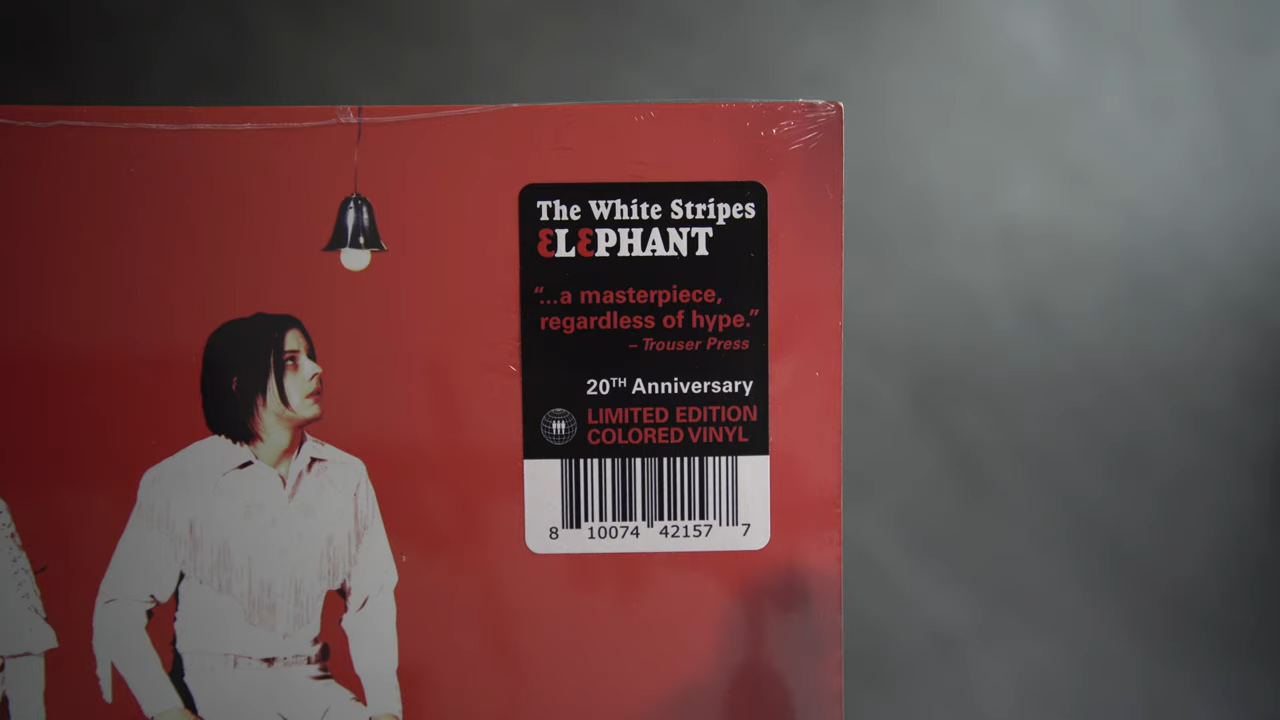 The White Stripes
ELEPHANT
“...a masterpiece,
regardless of hype.”
– Trouser Press
20TH Anniversary
LIMITED EDITION
COLORED VINYL
8 10074 42157 7